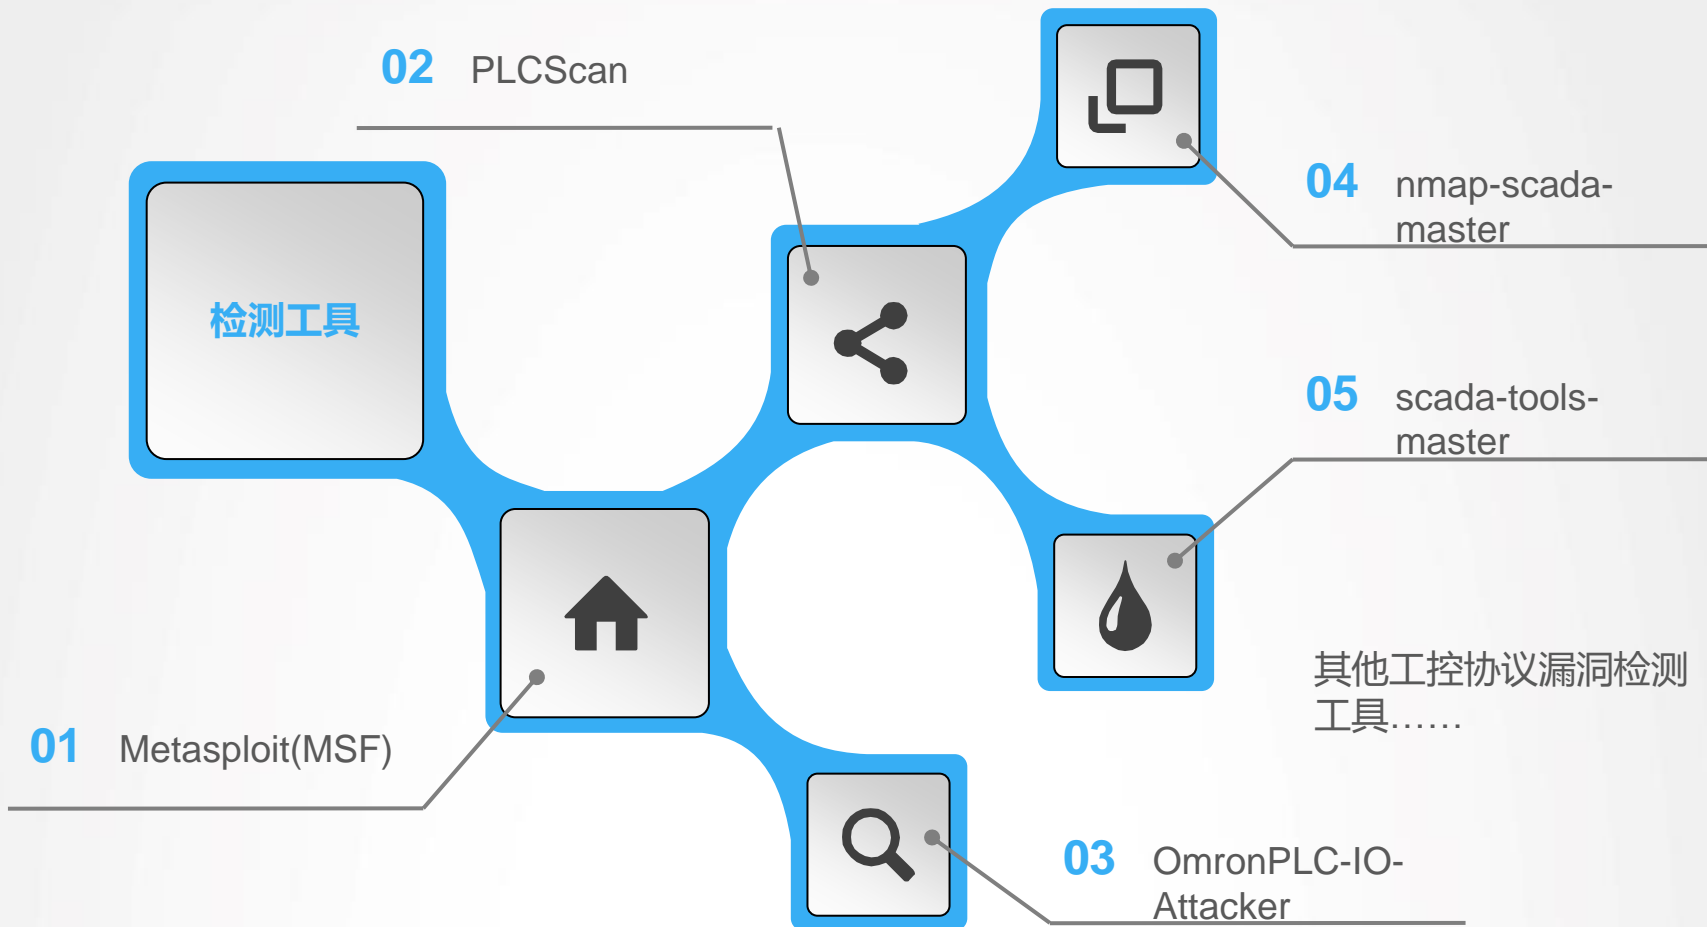 02 PLCScan
检测工具
04 nmap-scada-
master
05 scada-tools-
master
其他工控协议漏洞检测
工具……
01 Metasploit(MSF)
03 OmronPLC-IO-
Attacker